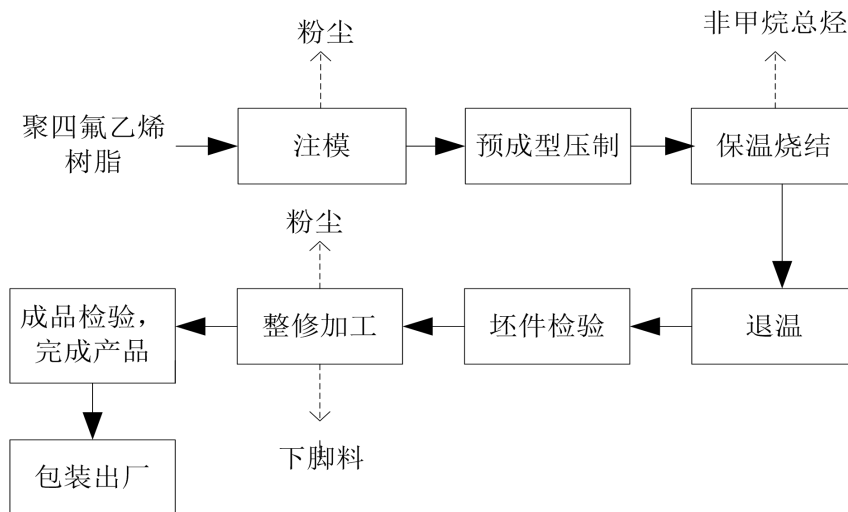 粉尘
非甲烷总烃
聚四氟乙烯
树脂
注模
预成型压制
保温烧结
粉尘
成品检验，
完成产品
整修加工
坯件检验
退温
下脚料
包装出厂